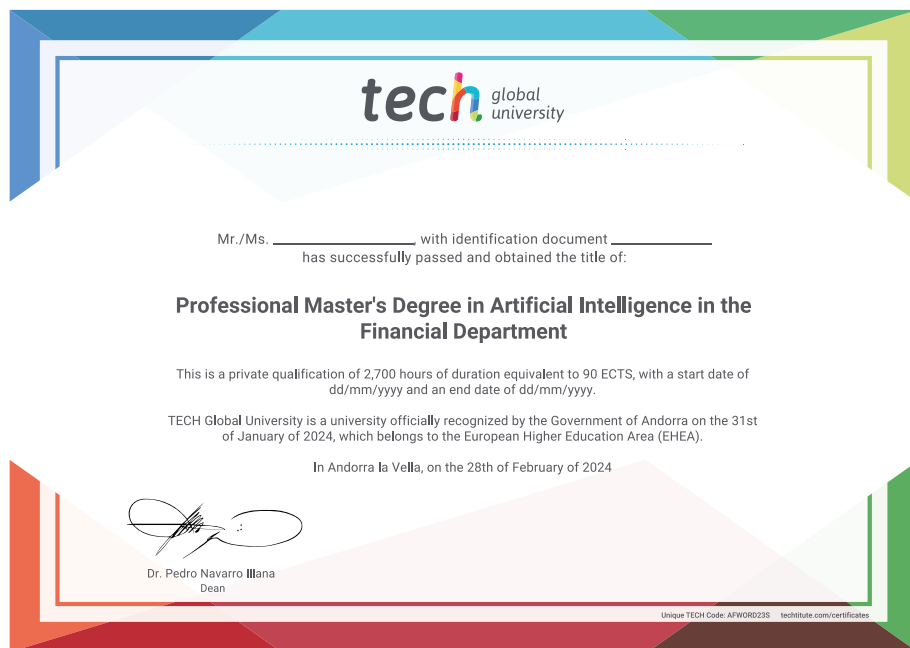 tech global university
Mr./Ms. ____________, with identification document ____________
has successfully passed and obtained the title of:
Professional Master's Degree in Artificial Intelligence in the
Financial Department
This is a private qualification of 2,700 hours of duration equivalent to 90 ECTS, with a start date of
dd/mm/yyyy and an end date of dd/mm/yyyy.
TECH Global University is a university officially recognized by the Government of Andorra on the 31st
of January of 2024, which belongs to the European Higher Education Area (EHEA).
In Andorra la Vella, on the 28th of February of 2024
Dr. Pedro Navarro Illana
Dean
Unique TECH Code: AFWORD23S techtitute.com/certificates